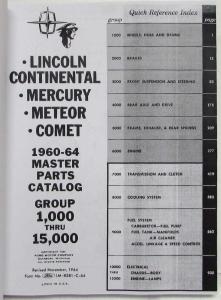 Quick Reference Index
group
page
• LINCOLN
CONTINENTAL
• MERCURY
• METEOR
• COMET
1960-64
MASTER
PARTS
CATALOG
GROUP
1,000
THRU
15,000
Revised November, 1964
LITHO IN U.S.A.
1000 WHEELS, HUBS AND DRUMS 1
2000 BRAKES
3000 FRONT SUSPENSION AND STEERING
4000 REAR AXLE AND DRIVE
5000 FRAMES, EXHAUST, & REAR SPRINGS
6000 ENGINE
7000 TRANSMISSION AND CLUTCH
8000 COOLING SYSTEM
9000 FUEL SYSTEM
CARBURETOR—FUEL PUMP
FUEL TANK—MANIFOLDS
AIR CLEANER
ACCEL. LINKAGE & SPEED CONTROLS
10000 ELECTRICAL
CHASSIS—BODY
ENGINE—LAMPS